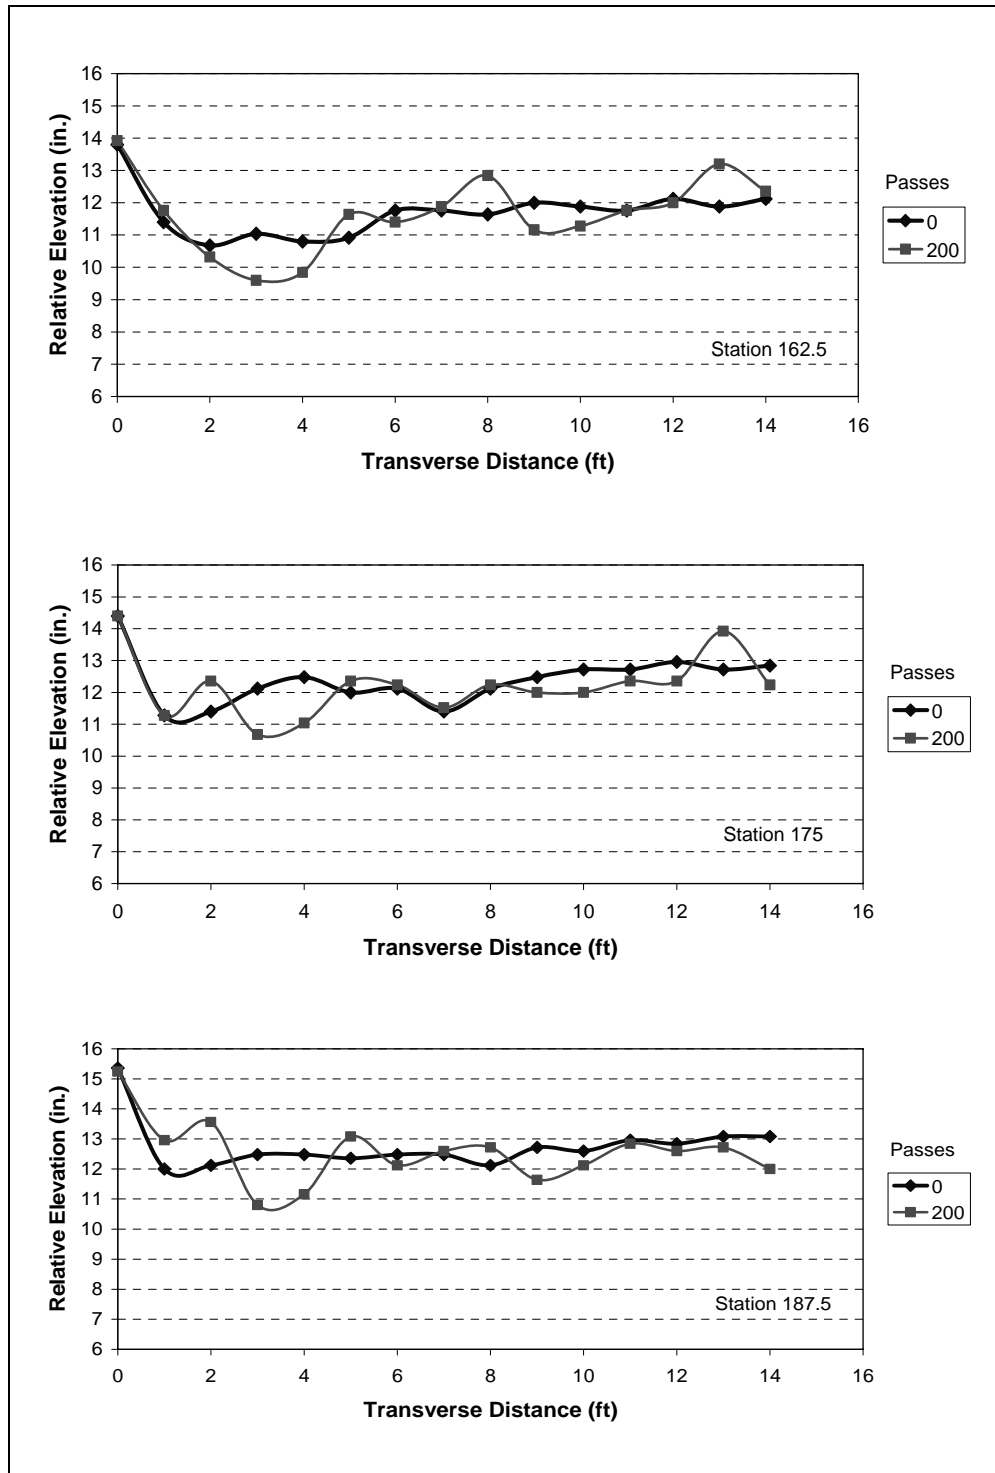 16
15
14
13
12
11
10
9
8
7
6
Relative Elevation (in.)
0 2 4 6 8 10 12 14 16
Transverse Distance (ft)
Station 162.5
Passes
0
200
16
15
14
13
12
11
10
9
8
7
6
Relative Elevation (in.)
0 2 4 6 8 10 12 14 16
Transverse Distance (ft)
Station 175
Passes
0
200
16
15
14
13
12
11
10
9
8
7
6
Relative Elevation (in.)
0 2 4 6 8 10 12 14 16
Transverse Distance (ft)
Station 187.5
Passes
0
200